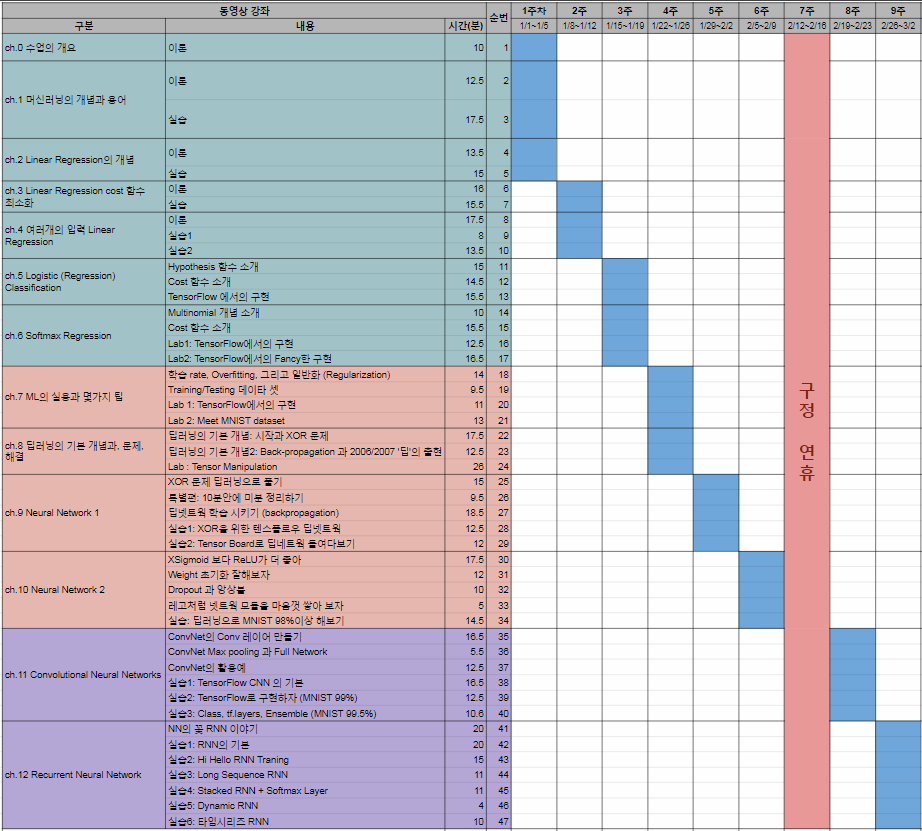 동영상 강좌 순번 1주차 2주 3주 4주 5주 6주 7주 8주 9주
구분 내용 시간(분) 1/1~1/5 1/8~1/12 1/15~1/19 1/22~1/26 1/29~2/2 2/5~2/9 2/12~2/16 2/19~2/23 2/26~3/2
ch.0 수업의 개요 이론 10 1
ch.1 머신러닝의 개념과 용어 이론 12.5 2
실습 17.5 3
ch.2 Linear Regression의 개념 이론 13.5 4
실습 15 5
ch.3 Linear Regression cost 함수
최소화
이론 16 6
실습 15.5 7
ch.4 여러개의 입력 Linear
Regression
이론 17.5 8
실습1 8 9
실습2 13.5 10
ch.5 Logistic (Regression)
Classification
Hypothesis 함수 소개 15 11
Cost 함수 소개 14.5 12
TensorFlow 에서의 구현 15.5 13
ch.6 Softmax Regression
Multinomial 개념 소개 10 14
Cost 함수 소개 15.5 15
Lab1: TensorFlow에서의 구현 12.5 16
Lab2: TensorFlow에서의 Fancy한 구현 16.5 17
ch.7 ML의 실용과 몇가지 팁
학습 rate, Overfitting, 그리고 일반화 (Regularization) 14 18
Training/Testing 데이타 셋 9.5 19
Lab 1: TensorFlow에서의 구현 11 20
Lab 2: Meet MNIST dataset 13 21
ch.8 딥러닝의 기본 개념과, 문제,
해결
딥러닝의 기본 개념: 시작과 XOR 문제 17.5 22
딥러닝의 기본 개념2: Back-propagation 과 2006/2007 '딥'의 출현 12.5 23
Lab : Tensor Manipulation 26 24
ch.9 Neural Network 1
XOR 문제 딥러닝으로 풀기 15 25
특별편: 10분안에 미분 정리하기 9.5 26
딥넷트웍 학습 시키기 (backpropagation) 18.5 27
실습1: XOR을 위한 텐스플로우 딥넷트웍 12.5 28
실습2: Tensor Board로 딥네트웍 들여다보기 12 29
ch.10 Neural Network 2
XSigmoid 보다 ReLU가 더 좋아 17.5 30
Weight 초기화 잘해보자 12 31
Dropout 과 앙상블 10 32
레고처럼 넷트웍 모듈을 마음껏 쌓아 보자 5 33
실습: 딥러닝으로 MNIST 98%이상 해보기 14.5 34
ch.11 Convolutional Neural Networks
ConvNet의 Conv 레이어 만들기 16.5 35
ConvNet Max pooling 과 Full Network 5.5 36
ConvNet의 활용예 12.5 37
실습1: TensorFlow CNN 의 기본 16.5 38
실습2: TensorFlow로 구현하자 (MNIST 99%) 12.5 39
실습3: Class, tf.layers, Ensemble (MNIST 99.5%) 10.6 40
ch.12 Recurrent Neural Network
NN의 꽃 RNN 이야기 20 41
실습1: RNN의 기본 20 42
실습2: Hi Hello RNN Traning 15 43
실습3: Long Sequence RNN 11 44
실습4: Stacked RNN + Softmax Layer 11 45
실습5: Dynamic RNN 4 46
실습6: 타임시리즈 RNN 10 47
구정 연휴